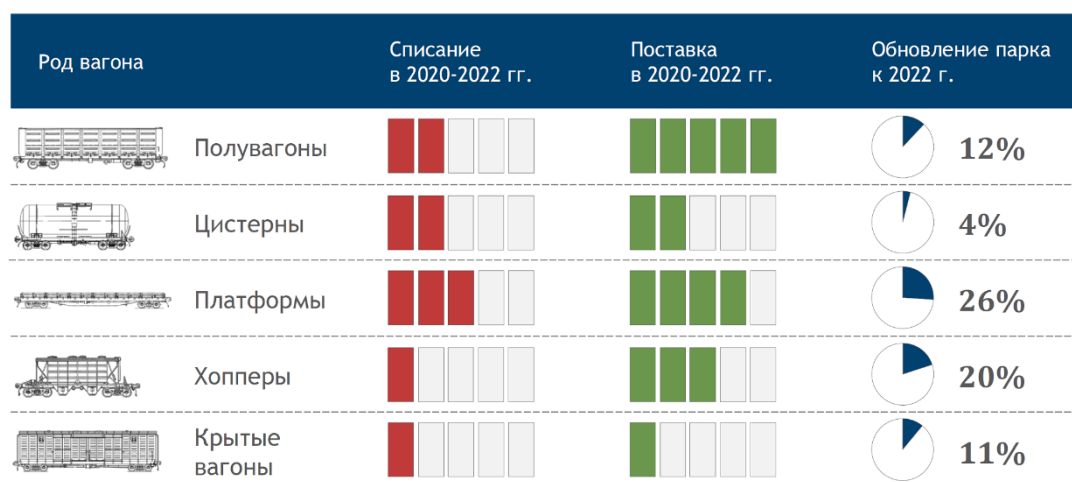 Род вагона
Списание
в 2020-2022 гг.
Поставка
в 2020-2022 гг.
Обновление парка
к 2022 г.
Полувагоны
12%
Цистерны
4%
Платформы
26%
Хопперы
20%
Крытые
вагоны
11%